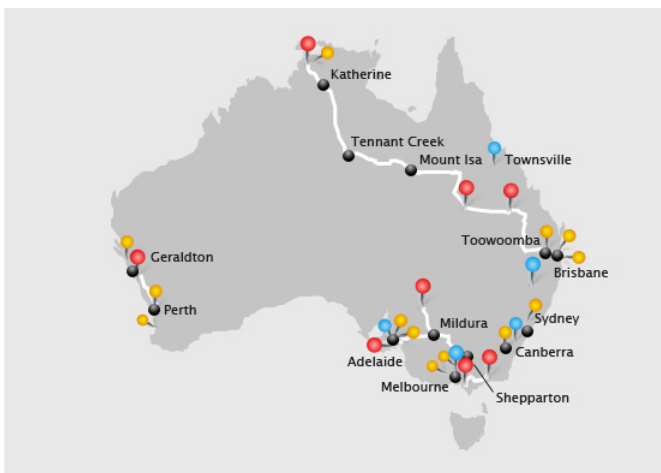 Katherine
Tennant Creek
Mount Isa
Townsville
Toowoomba
Brisbane
Geraldton
Perth
Sydney
Mildura
Canberra
Adelaide
Melbourne
Shepparton